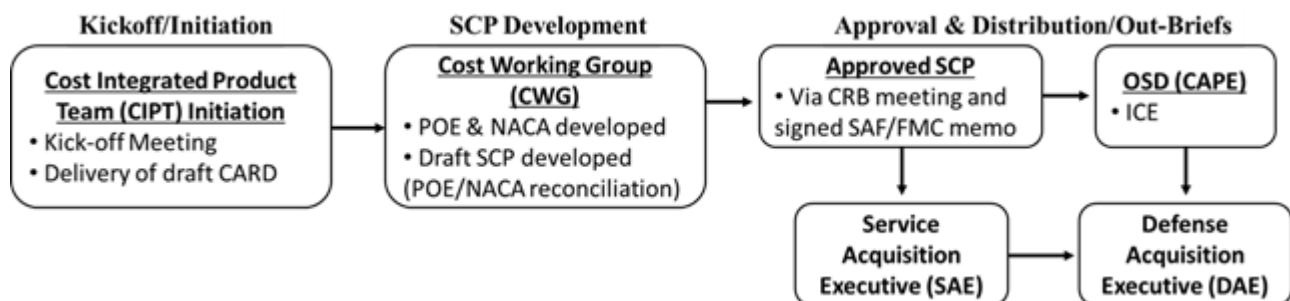 Kickoff/Initiation
SCP Development
Approval & Distribution/Out-Briefs
Cost Integrated Product
Team (CIPT) Initiation
• Kick-off Meeting
• Delivery of draft CARD
Cost Working Group
(CWG)
• POE & NACA developed
• Draft SCP developed
(POE/NACA reconciliation)
Approved SCP
• Via CRB meeting and
signed SAF/FMC memo
OSD (CAPE)
• ICE
Service
Acquisition
Executive (SAE)
Defense
Acquisition
Executive (DAE)